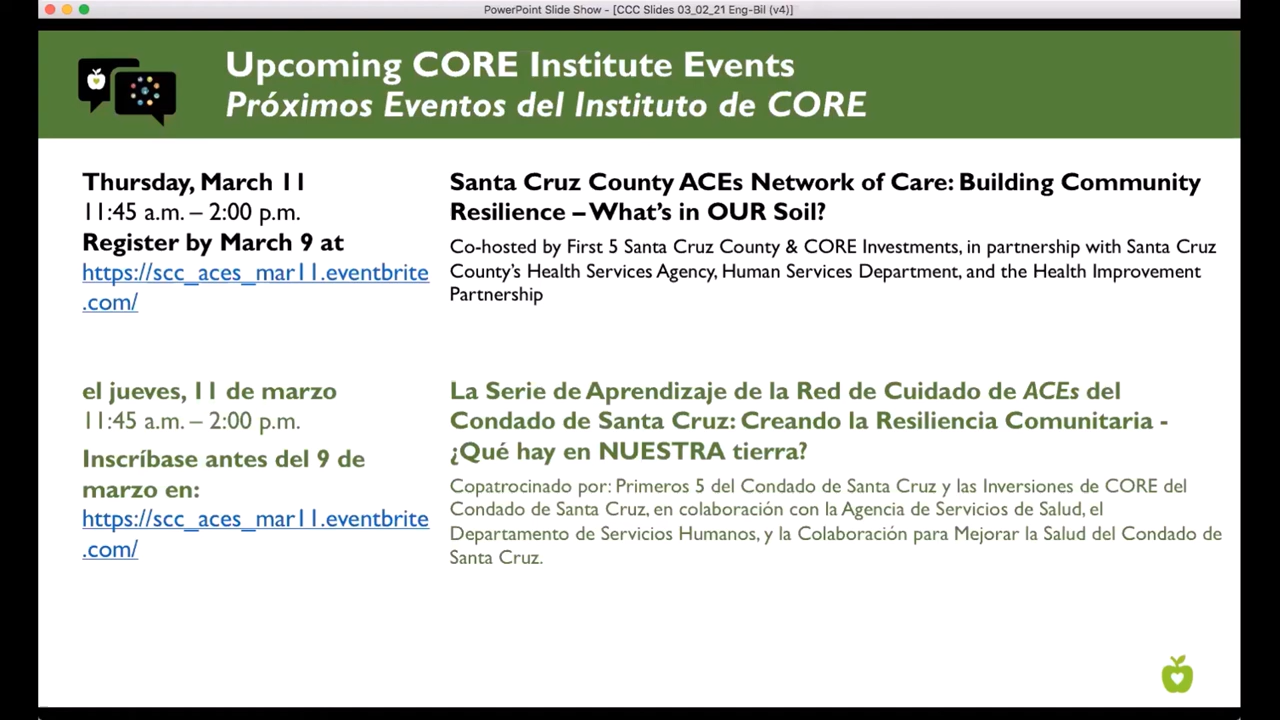 PowerPoint Slide Show - [CCC Slides 03_02_21 Eng-Bil (v4)]
Upcoming CORE Institute Events
Próximos Eventos del Instituto de CORE
Thursday, March 11
11:45 a.m. – 2:00 p.m.
Register by March 9 at
https://scc_aces_mar11.eventbrite
.com/
Santa Cruz County ACEs Network of Care: Building Community
Resilience – What's in OUR Soil?
Co-hosted by First 5 Santa Cruz County & CORE Investments, in partnership with Santa Cruz
County's Health Services Agency, Human Services Department, and the Health Improvement
Partnership
el jueves, 11 de marzo
11:45 a.m. – 2:00 p.m.
Inscríbase antes del 9 de
marzo en:
https://scc_aces_mar11.eventbrite
.com/
La Serie de Aprendizaje de la Red de Cuidado de ACEs del
Condado de Santa Cruz: Creando la Resiliencia Comunitaria -
¿Qué hay en NUESTRA tierra?
Copatrocinado por: Primeros 5 del Condado de Santa Cruz y las Inversiones de CORE del
Condado de Santa Cruz, en colaboración con la Agencia de Servicios de Salud, el
Departamento de Servicios Humanos, y la Colaboración para Mejorar la Salud del Condado de
Santa Cruz.